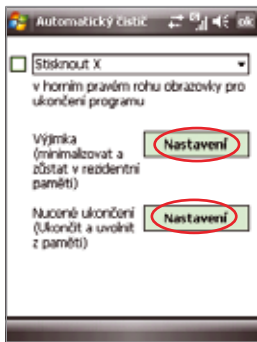 Automatický čistič ok
Stisknout X
v horním pravém rohu obrazovky pro
ukončení programu
Výjimka
(minimalizovat a
zůstat v rezidentní
paměti)
Nastavení
Nucené ukončení
(Ukončit a uvolnit
z paměti)
Nastavení